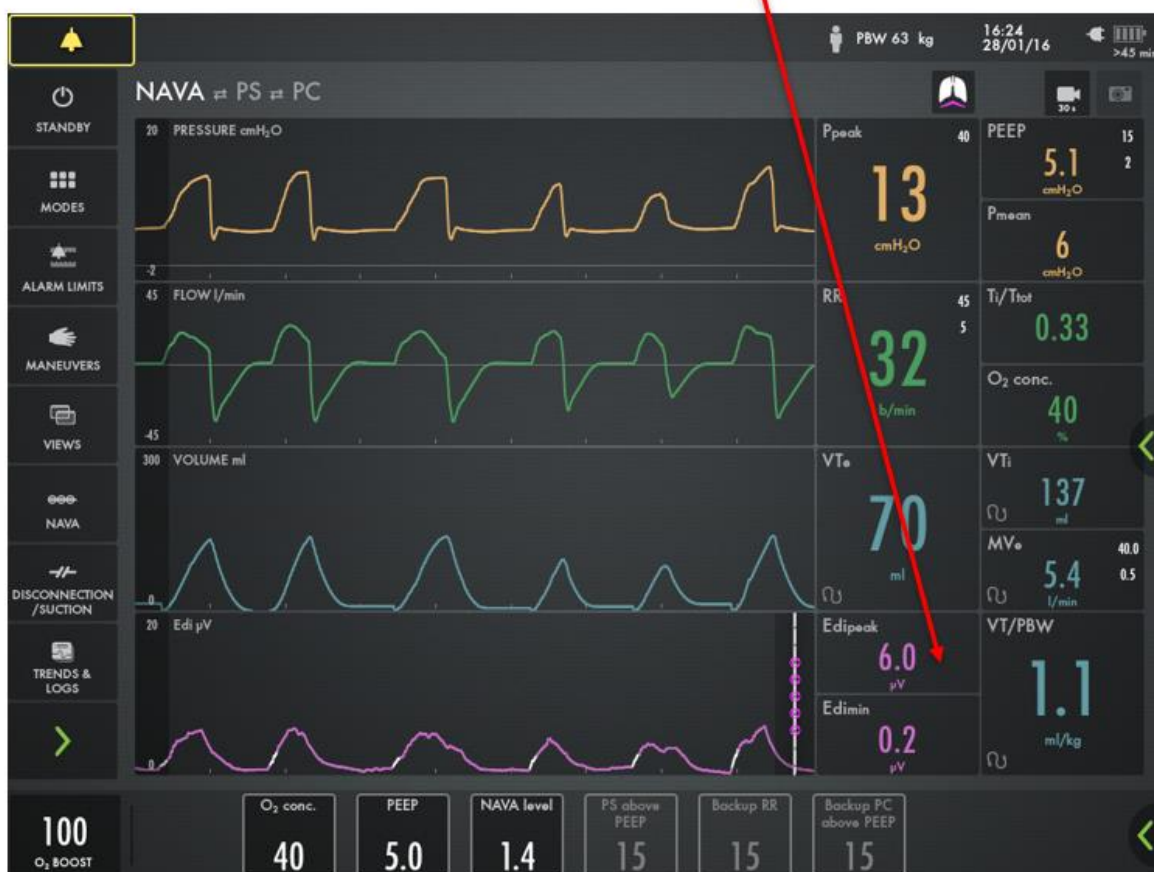 PBW 63 kg
16:24
28/01/16
>45 min
STANDBY
NAVA ⇄ PS ⇄ PC
30 s
MODES
ALARM LIMITS
MANEUVERS
VIEWS
NAVA
DISCONNECTION
/SUCTION
TRENDS &
LOGS
20 PRESSURE cmH₂O
-2
45 FLOW l/min
-45
300 VOLUME ml
0
20 Edi µV
0
Ppeak 40
13
cmH₂O
PEEP 15
5.1 2
cmH₂O
Pmean
6
cmH₂O
RR 45
5
32
b/min
Ti/Ttot
0.33
O₂ conc.
40
%
VTe
70
ml
VTi
137
ml
MVe 40.0
5.4 0.5
l/min
Edipeak
6.0
µV
Edimin
0.2
µV
VT/PBW
1.1
ml/kg
100
O₂ BOOST
O₂ conc.
40
PEEP
5.0
NAVA level
1.4
PS above
PEEP
15
Backup RR
15
Backup PC
above PEEP
15